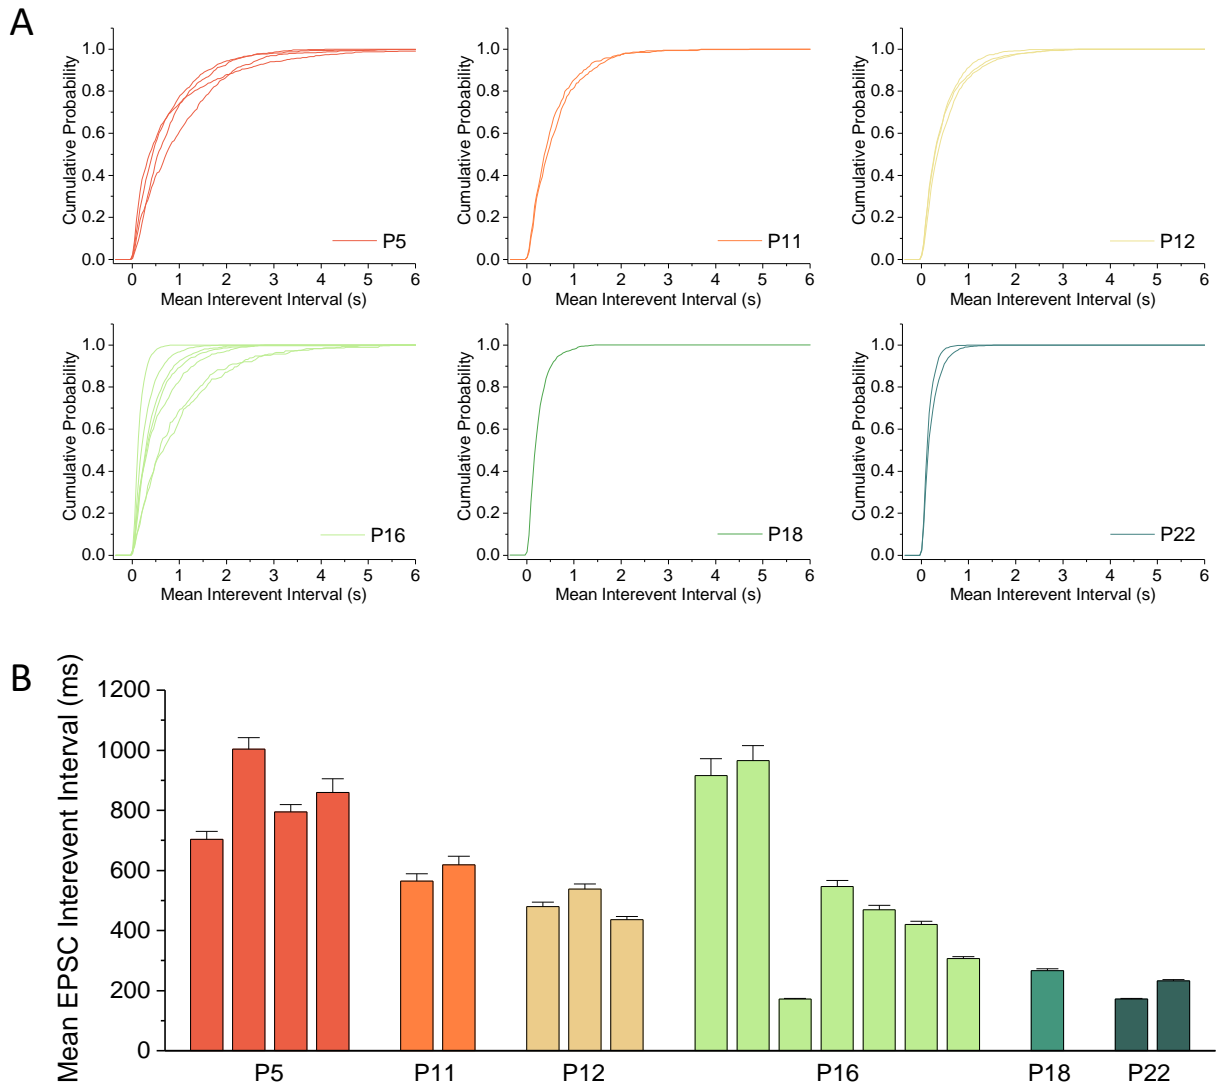 A
1.0
0.8
0.6
0.4
0.2
0.0
Cumulative Probability
P5
0 1 2 3 4 5 6
Mean Interevent Interval (s)
1.0
0.8
0.6
0.4
0.2
0.0
Cumulative Probability
P11
0 1 2 3 4 5 6
Mean Interevent Interval (s)
1.0
0.8
0.6
0.4
0.2
0.0
Cumulative Probability
P12
0 1 2 3 4 5 6
Mean Interevent Interval (s)
1.0
0.8
0.6
0.4
0.2
0.0
Cumulative Probability
P16
0 1 2 3 4 5 6
Mean Interevent Interval (s)
1.0
0.8
0.6
0.4
0.2
0.0
Cumulative Probability
P18
0 1 2 3 4 5 6
Mean Interevent Interval (s)
1.0
0.8
0.6
0.4
0.2
0.0
Cumulative Probability
P22
0 1 2 3 4 5 6
Mean Interevent Interval (s)
B
Mean EPSC Interevent Interval (ms)
1200
1000
800
600
400
200
0
P5 P11 P12 P16 P18 P22